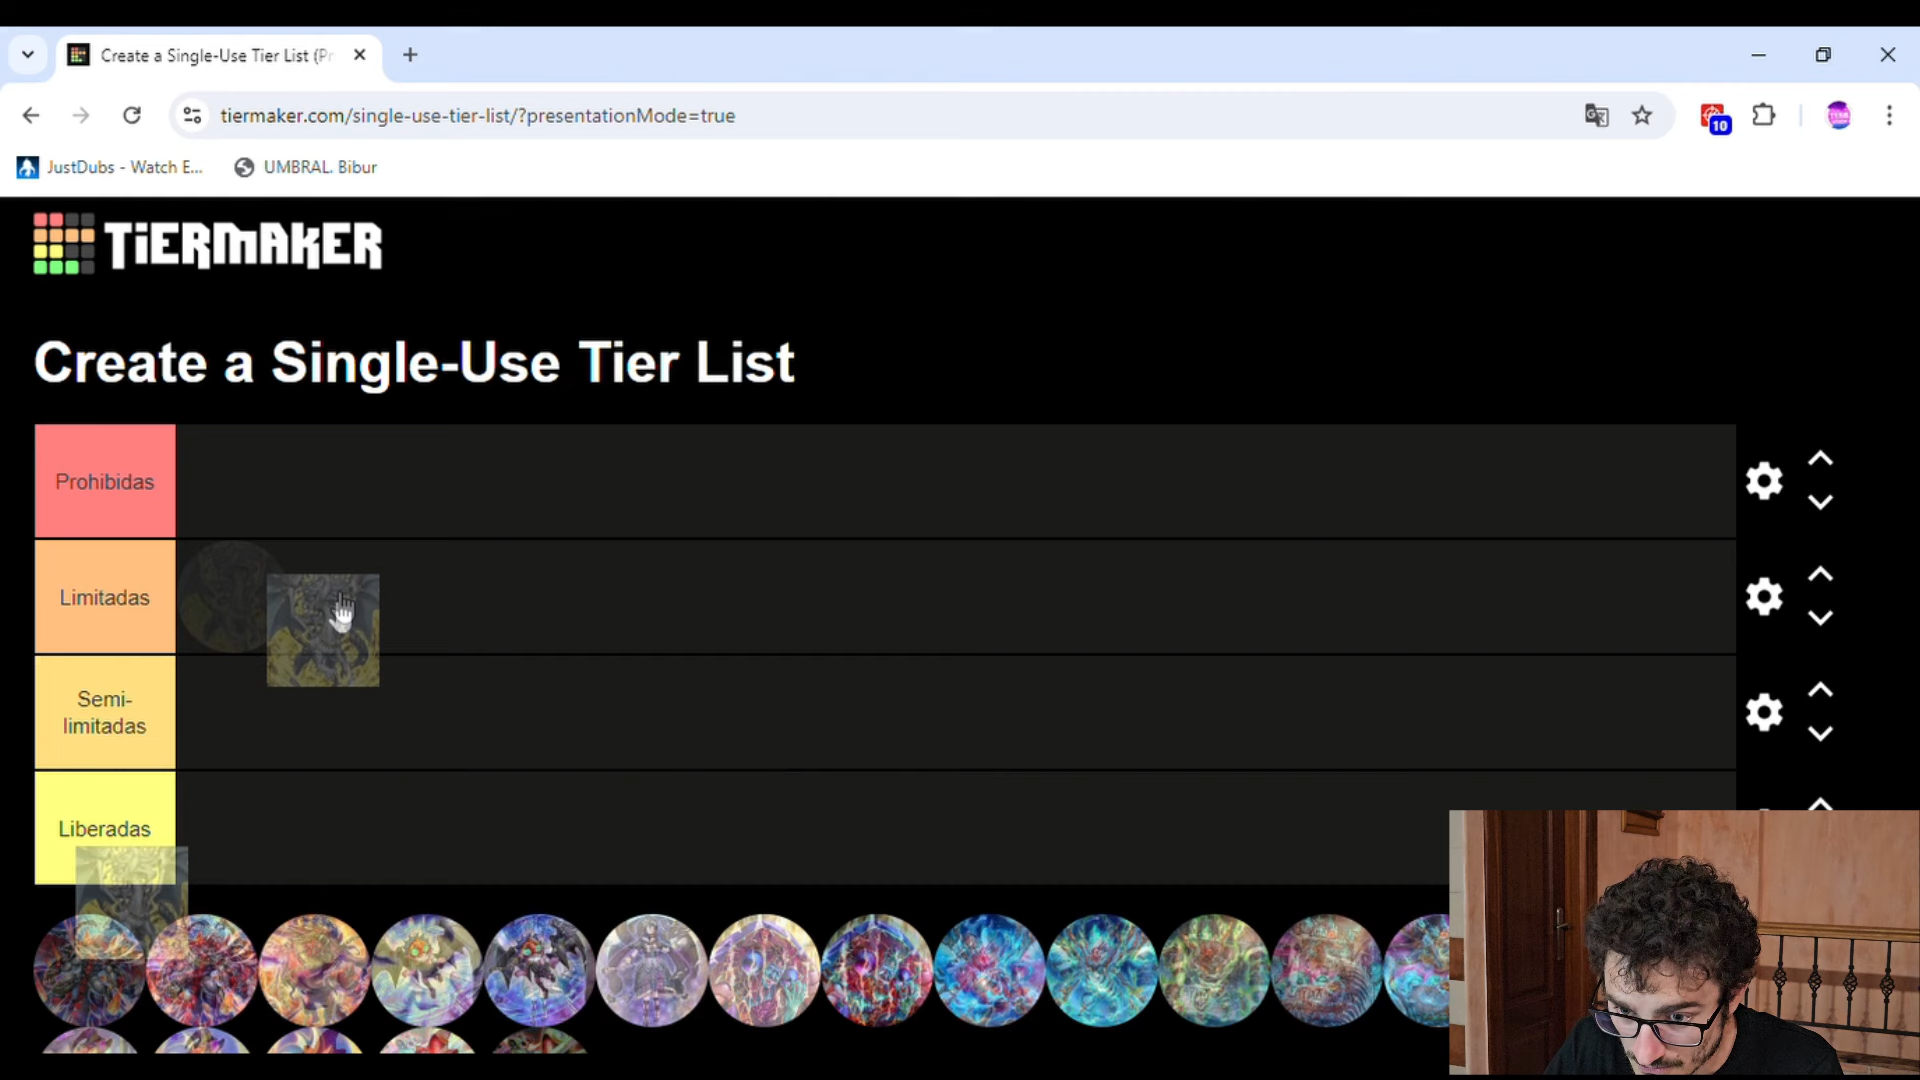 Create a Single-Use Tier List (Pr
tiermaker.com/single-use-tier-list/?presentationMode=true
10
JustDubs - Watch E...
UMBRAL. Bibur
TiERMAKER
Create a Single-Use Tier List
Prohibidas
Limitadas
Semi-
limitadas
Liberadas